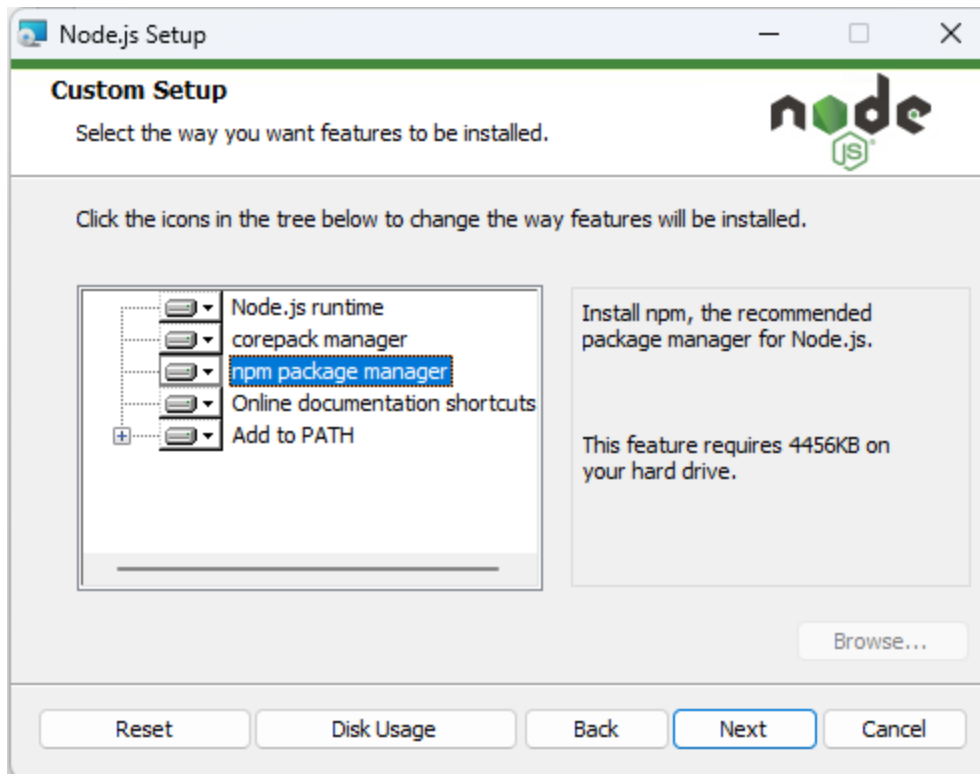 Node.js Setup
Custom Setup
Select the way you want features to be installed.
node
JS
Click the icons in the tree below to change the way features will be installed.
Node.js runtime
corepack manager
npm package manager
Online documentation shortcuts
Add to PATH
Install npm, the recommended
package manager for Node.js.
This feature requires 4456KB on
your hard drive.
Browse...
Reset
Disk Usage
Back
Next
Cancel